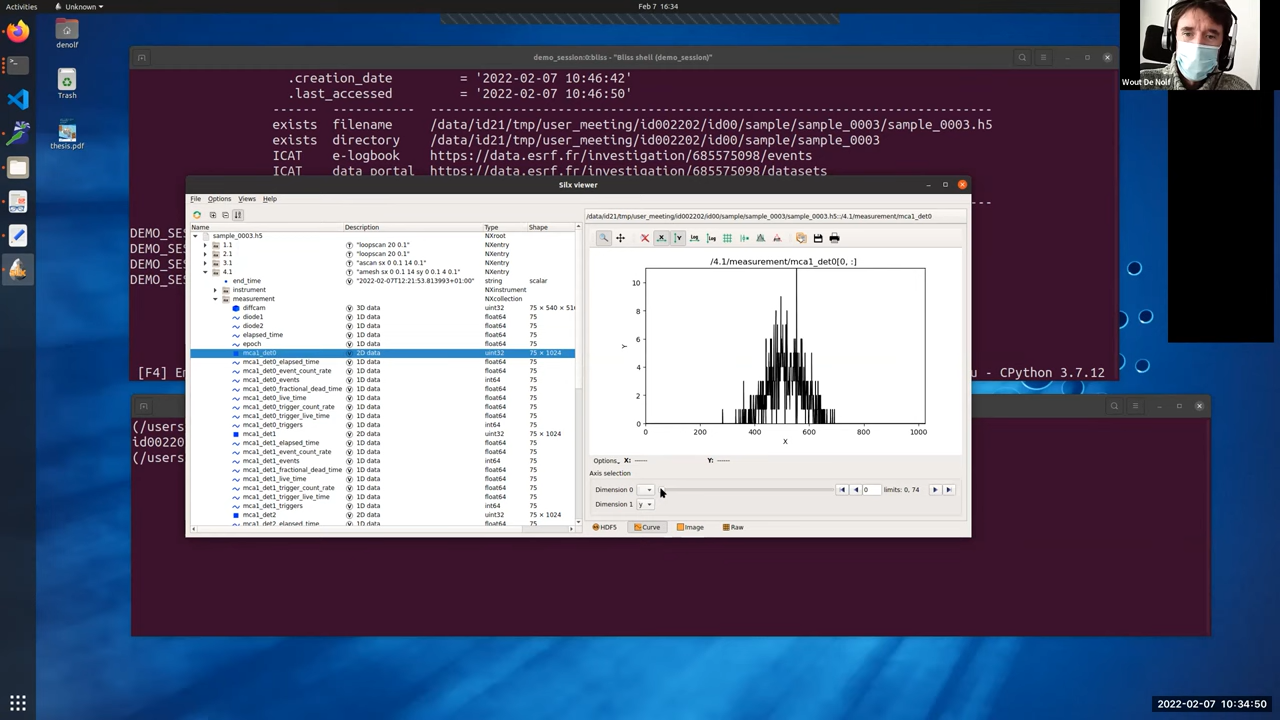 Activities Unknown Feb 7 16:34
denolf
Trash
thesis.pdf
Wout De Nolf
demo_session:0:bliss - "Bliss shell (demo_session)"
.creation_date = '2022-02-07 10:46:42'
.last_accessed = '2022-02-07 10:46:50'
------ --------- ----------------------------------------------------------
exists filename /data/id21/tmp/user_meeting/id002202/id00/sample/sample_0003/sample_0003.h5
exists directory /data/id21/tmp/user_meeting/id002202/id00/sample/sample_0003
ICAT e-logbook https://data.esrf.fr/investigation/685575098/events
ICAT data portal https://data.esrf.fr/investigation/685575098/datasets
DEMO_SE
DEMO_SE
DEMO_SE
[F4] E
- CPython 3.7.12
(/users
id00220
(/users
Silx viewer
File Options Views Help
Name Description Type Shape
sample_0003.h5 NXroot
1.1 "loopscan 20 0.1" NXentry
2.1 "loopscan 20 0.1" NXentry
3.1 "ascan sx 0 0.1 14 0.1" NXentry
4.1 "amesh sx 0 0.1 14 sy 0 0.1 4 0.1" NXentry
end_time "2022-02-07T12:21:53.813993+01:00" string scalar
instrument NXinstrument
measurement NXcollection
diffcam 3D data uint32 75 × 540 × 51
diode1 1D data float64 75
diode2 1D data float64 75
elapsed_time 1D data float64 75
epoch 1D data float64 75
mca1_det0 2D data uint32 75 × 1024
mca1_det0_elapsed_time 1D data float64 75
mca1_det0_event_count_rate 1D data float64 75
mca1_det0_events 1D data int64 75
mca1_det0_fractional_dead_time 1D data float64 75
mca1_det0_live_time 1D data float64 75
mca1_det0_trigger_count_rate 1D data float64 75
mca1_det0_trigger_live_time 1D data float64 75
mca1_det0_triggers 1D data int64 75
mca1_det1 2D data uint32 75 × 1024
mca1_det1_elapsed_time 1D data float64 75
mca1_det1_event_count_rate 1D data float64 75
mca1_det1_events 1D data int64 75
mca1_det1_fractional_dead_time 1D data float64 75
mca1_det1_live_time 1D data float64 75
mca1_det1_trigger_count_rate 1D data float64 75
mca1_det1_trigger_live_time 1D data float64 75
mca1_det1_triggers 1D data int64 75
mca1_det2 2D data uint32 75 × 1024
mca1_det2_elapsed_time 1D data float64 75
/data/id21/tmp/user_meeting/id002202/id00/sample/sample_0003/sample_0003.h5::/4.1/measurement/mca1_det0
/4.1/measurement/mca1_det0[0, :]
10
8
6
4
2
0
Y
0 200 400 600 800 1000
X
Options X: ------ Y: ------
Axis selection
Dimension 0 0 limits: 0, 74
Dimension 1 y
HDF5 Curve Image Raw
2022-02-07 10:34:50